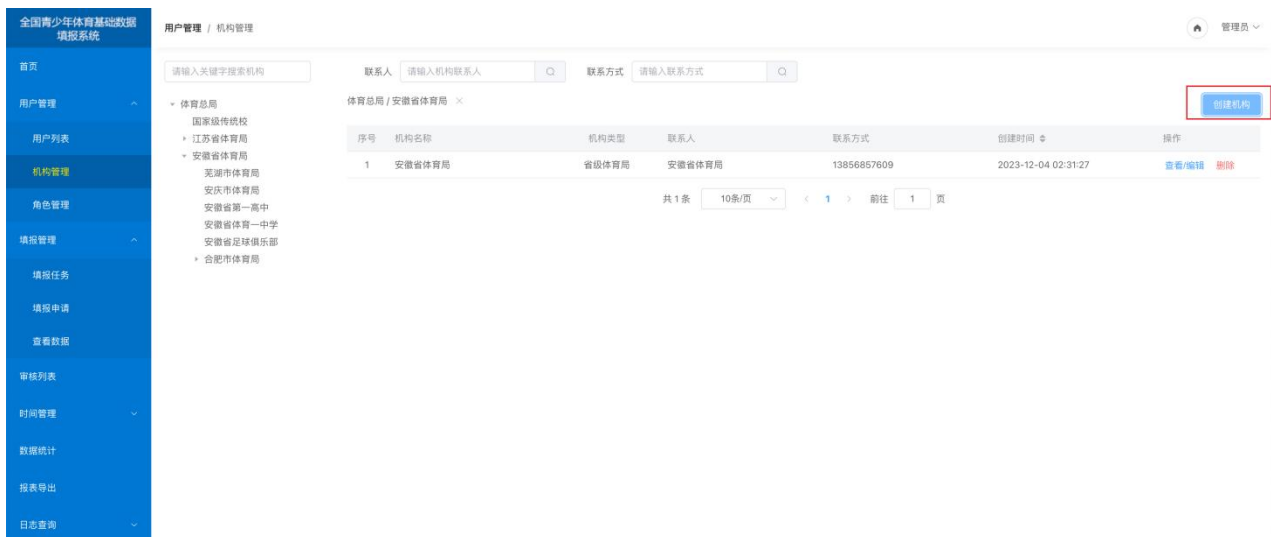 全国青少年体育基础数据
填报系统
用户管理 / 机构管理
管理员
首页
用户管理
用户列表
机构管理
角色管理
填报管理
填报任务
填报申请
查看数据
审核列表
时间管理
数据统计
报表导出
日志查询
请输入关键字搜索机构
体育总局
国家级传统校
江苏省体育局
安徽省体育局
芜湖市体育局
安庆市体育局
安徽省第一高中
安徽省体育一中学
安徽省足球俱乐部
合肥市体育局
联系人 请输入机构联系人 联系方式 请输入联系方式
体育总局 / 安徽省体育局 ×
创建机构
序号 机构名称 机构类型 联系人 联系方式 创建时间 操作
1 安徽省体育局 省级体育局 安徽省体育局 13856857609 2023-12-04 02:31:27 查看/编辑 删除
共 1 条 10条/页 < 1 > 前往 1 页